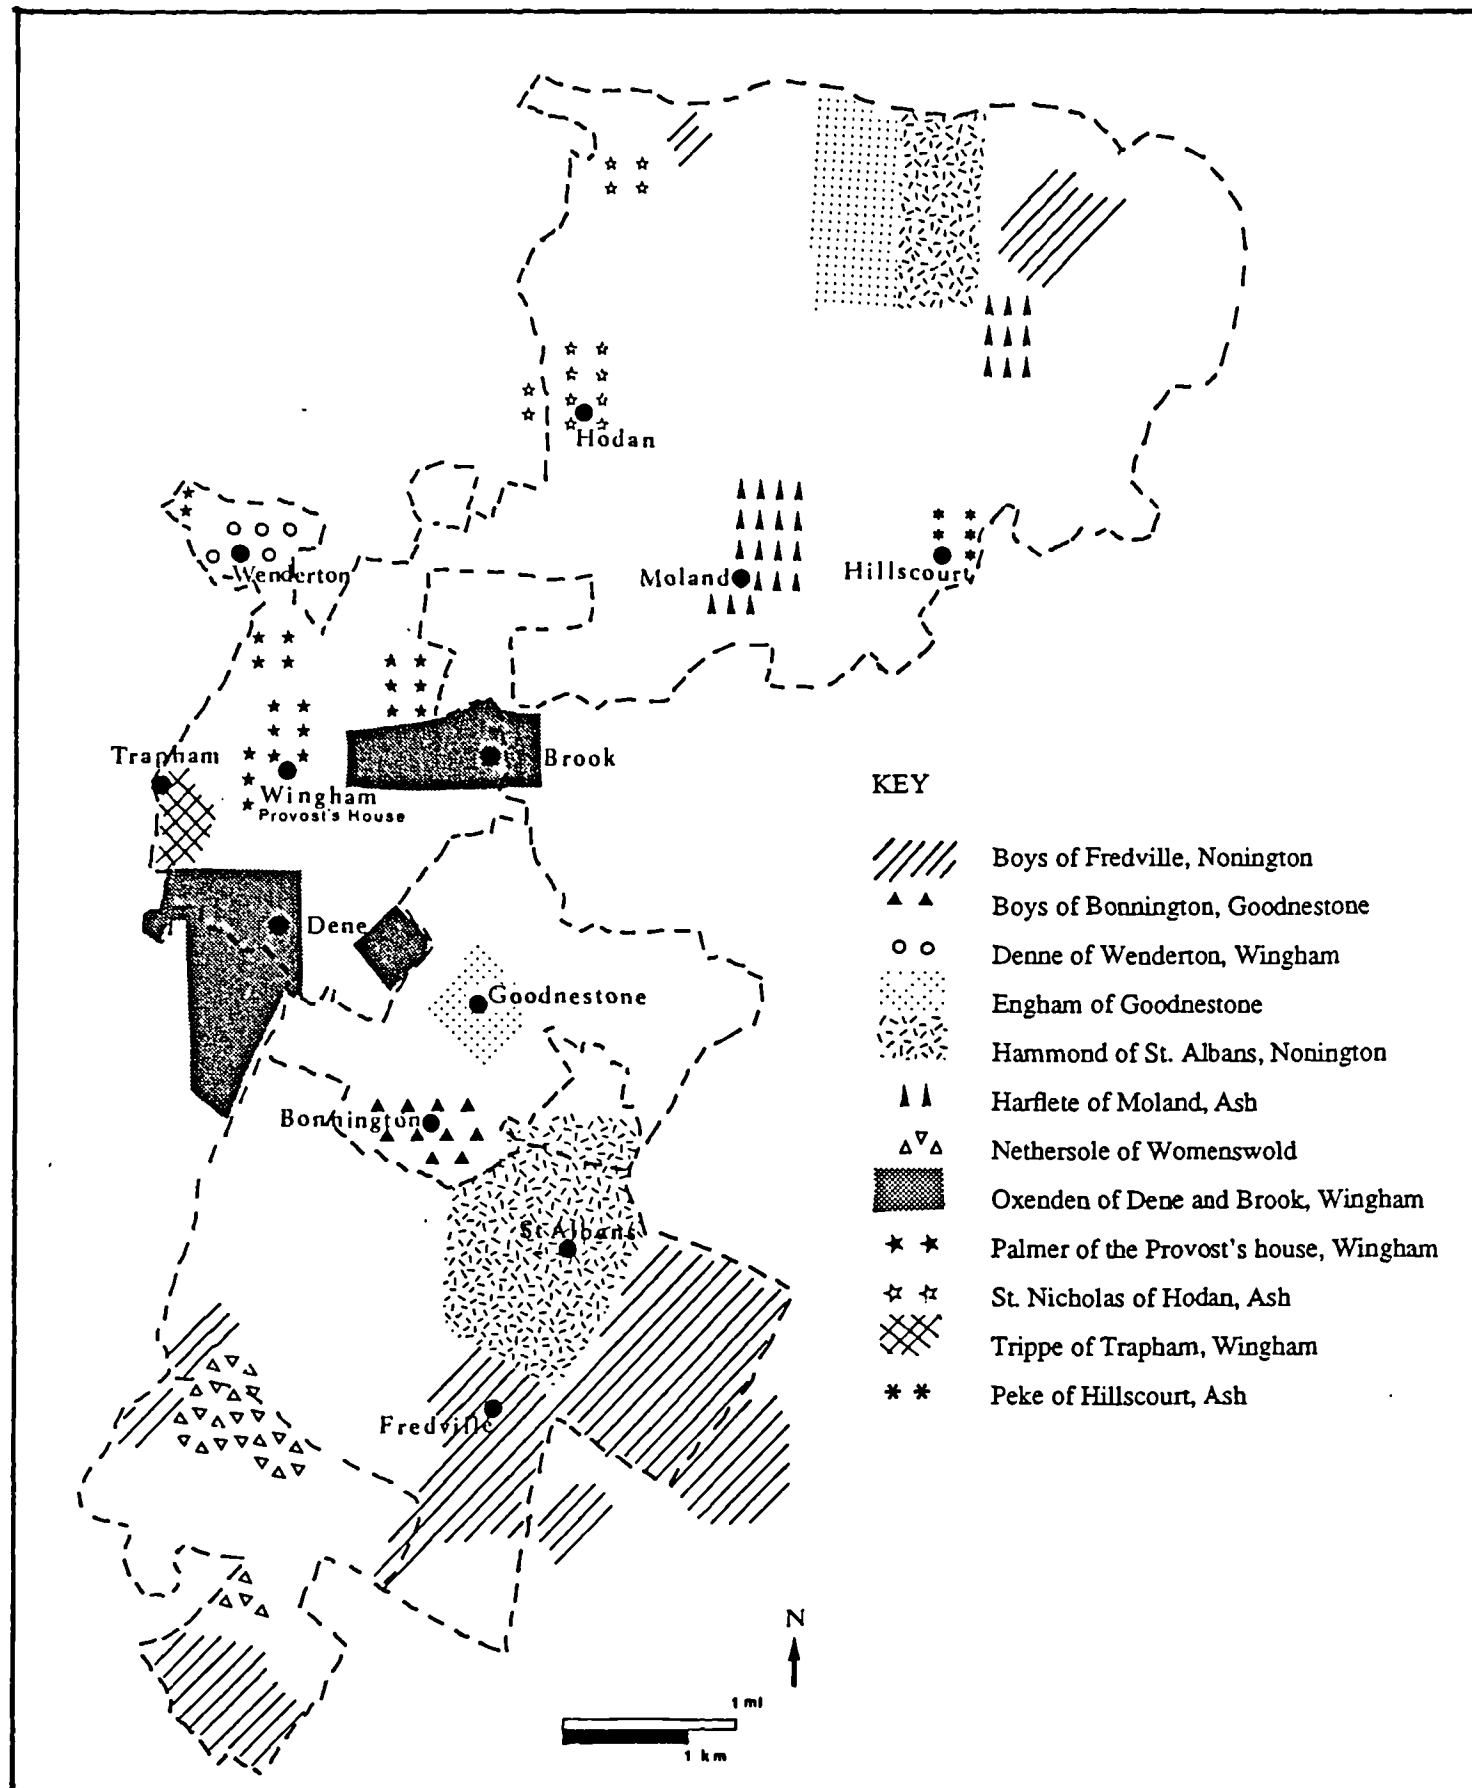 Hodan
Wenderton
Moland
Hillscourt
Trapham
Brook
Wingham
Provost's House
Dene
Goodnestone
Bonnington
St Albans
Fredville
KEY
Boys of Fredville, Nonington
Boys of Bonnington, Goodnestone
Denne of Wenderton, Wingham
Engham of Goodnestone
Hammond of St. Albans, Nonington
Harflete of Moland, Ash
Nethersole of Womenswold
Oxenden of Dene and Brook, Wingham
Palmer of the Provost's house, Wingham
St. Nicholas of Hodan, Ash
Trippe of Trapham, Wingham
Peke of Hillscourt, Ash
N
1 ml
1 km